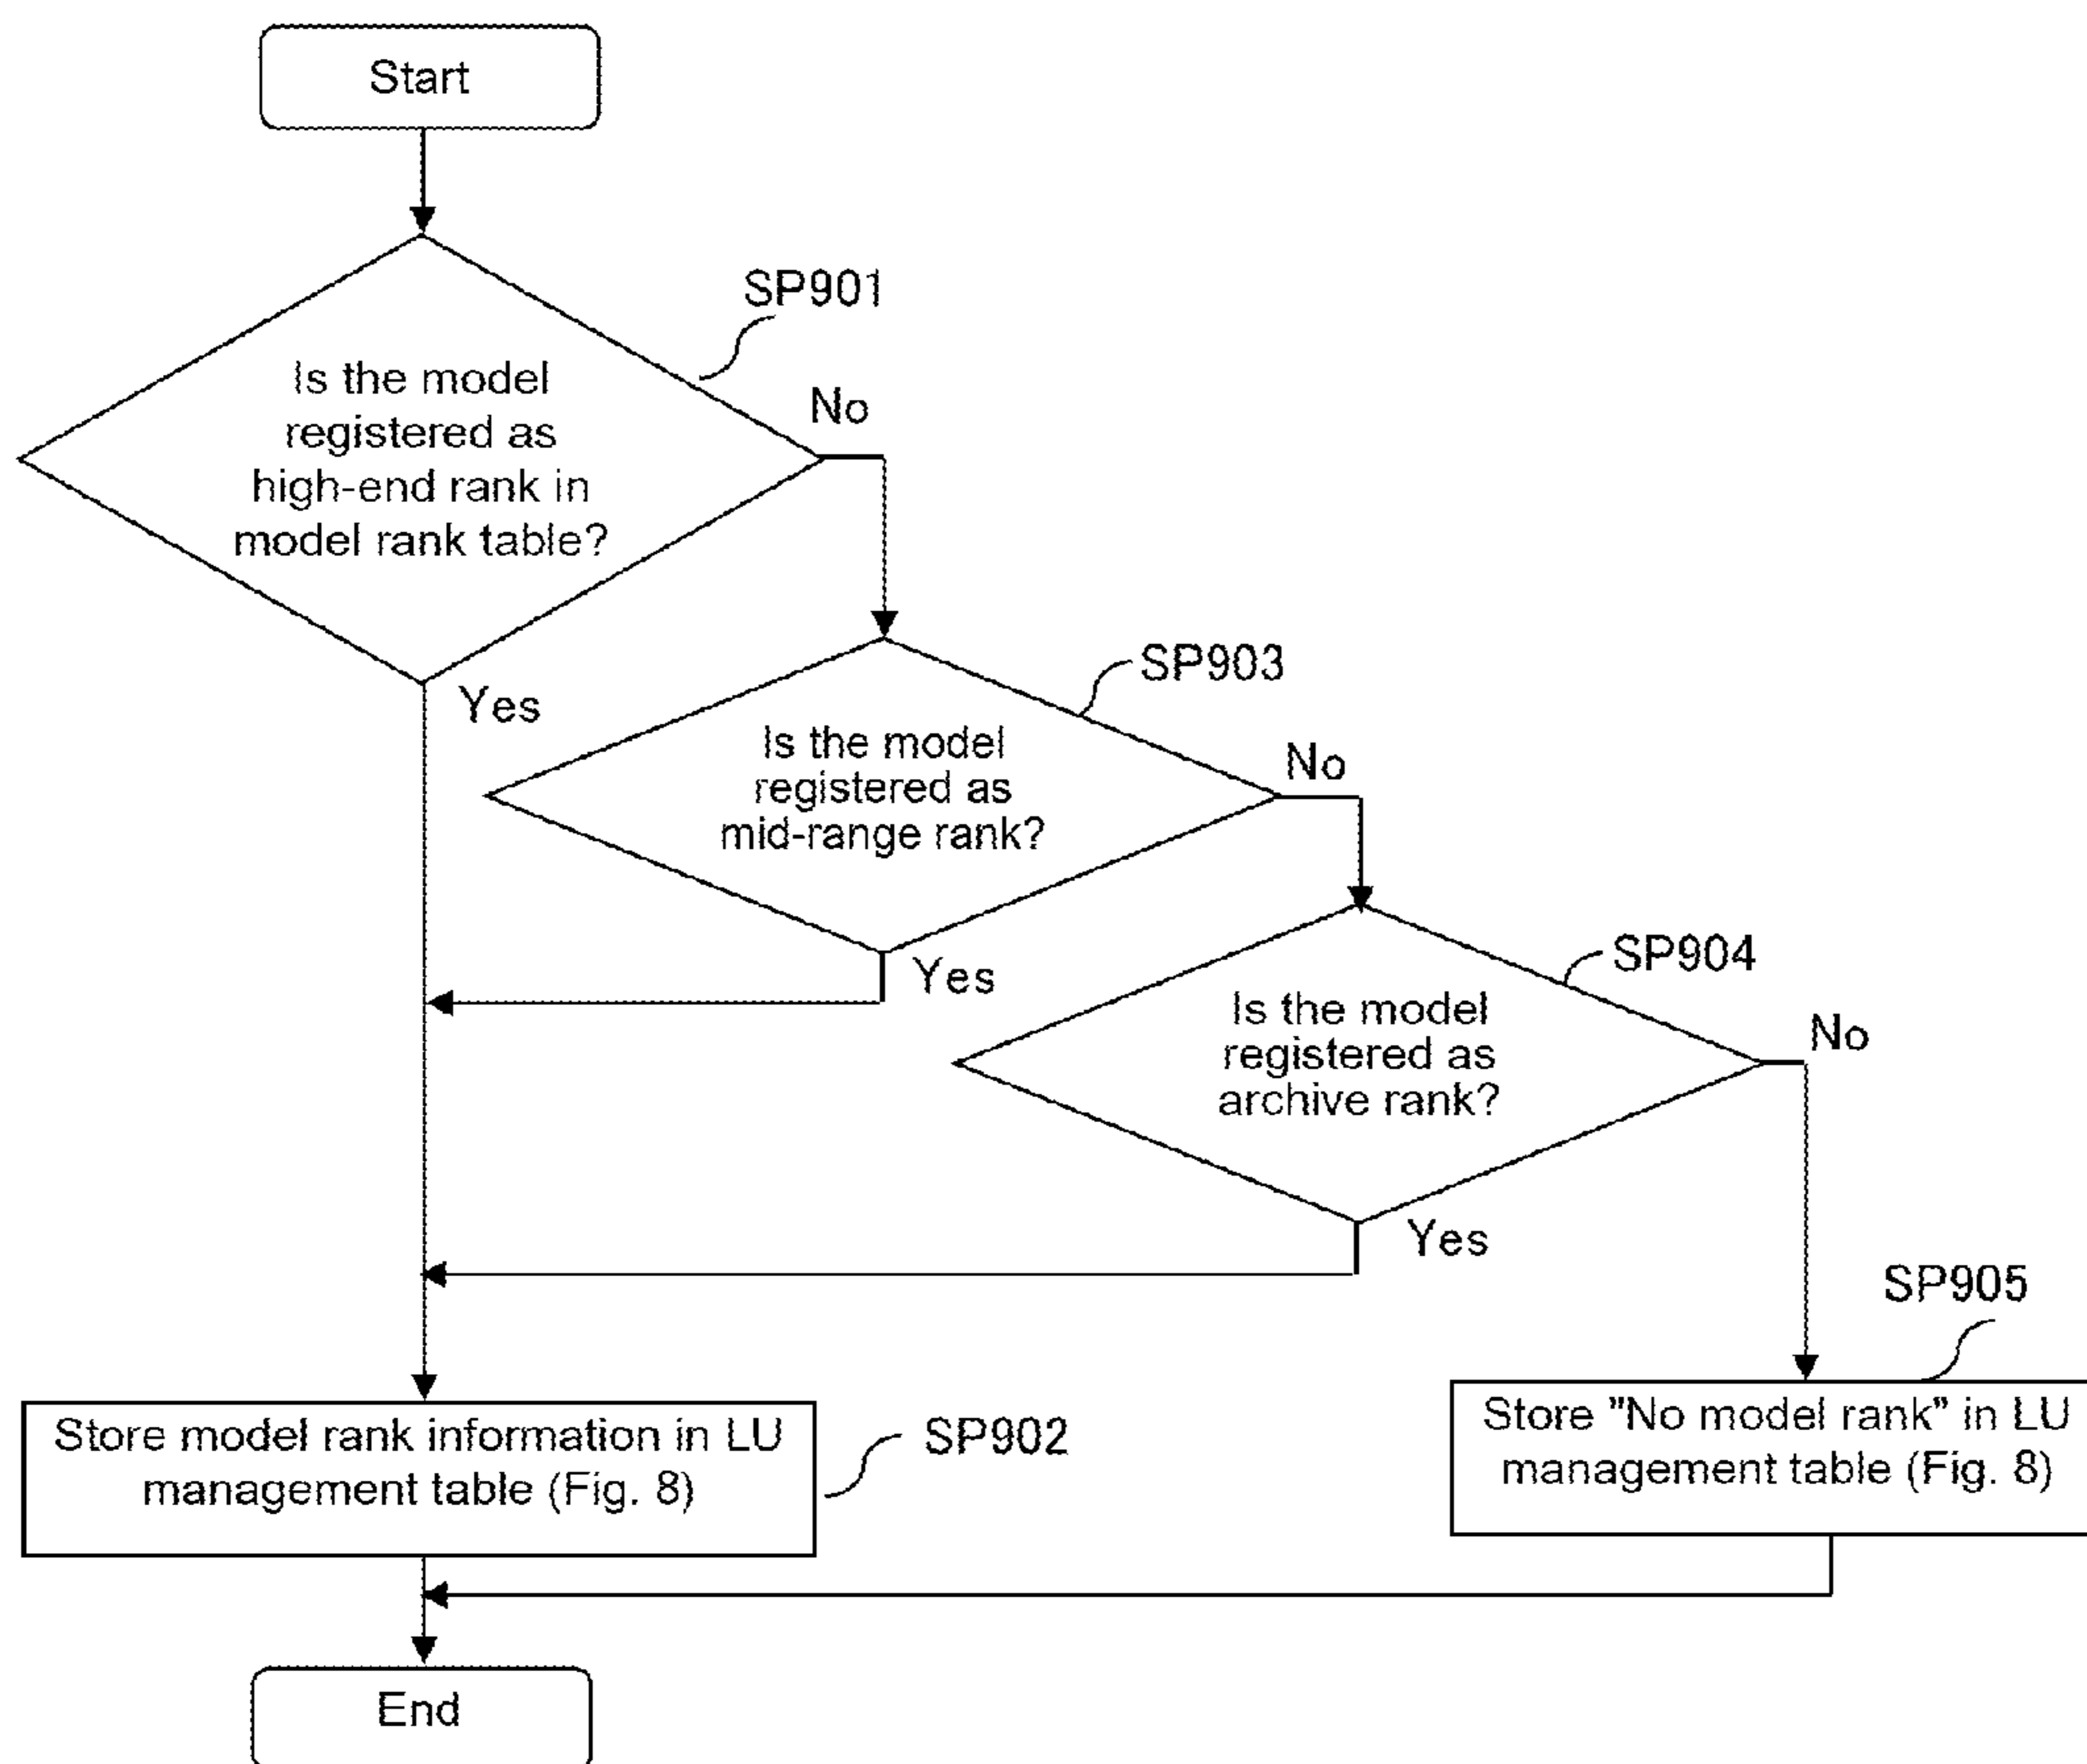 Start
SP901
Is the model
registered as
high-end rank in
model rank table?
No
Yes
SP903
Is the model
registered as
mid-range rank?
No
Yes
SP904
Is the model
registered as
archive rank?
No
Yes
SP905
Store "No model rank" in LU
management table (Fig. 8)
Store model rank information in LU
management table (Fig. 8)
SP902
End